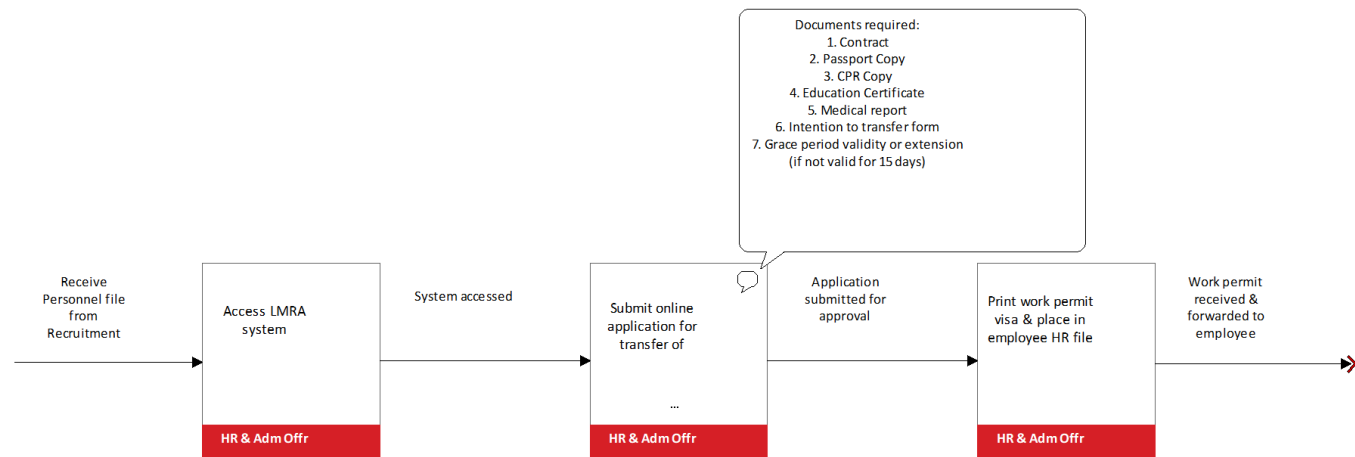 Documents required:
1. Contract
2. Passport Copy
3. CPR Copy
4. Education Certificate
5. Medical report
6. Intention to transfer form
7. Grace period validity or extension
(if not valid for 15 days)
Receive
Personnel file
from
Recruitment
Access LMRA
system
HR & Adm Offr
System accessed
Submit online
application for
transfer of
...
HR & Adm Offr
Application
submitted for
approval
Print work permit
visa & place in
employee HR file
HR & Adm Offr
Work permit
received &
forwarded to
employee